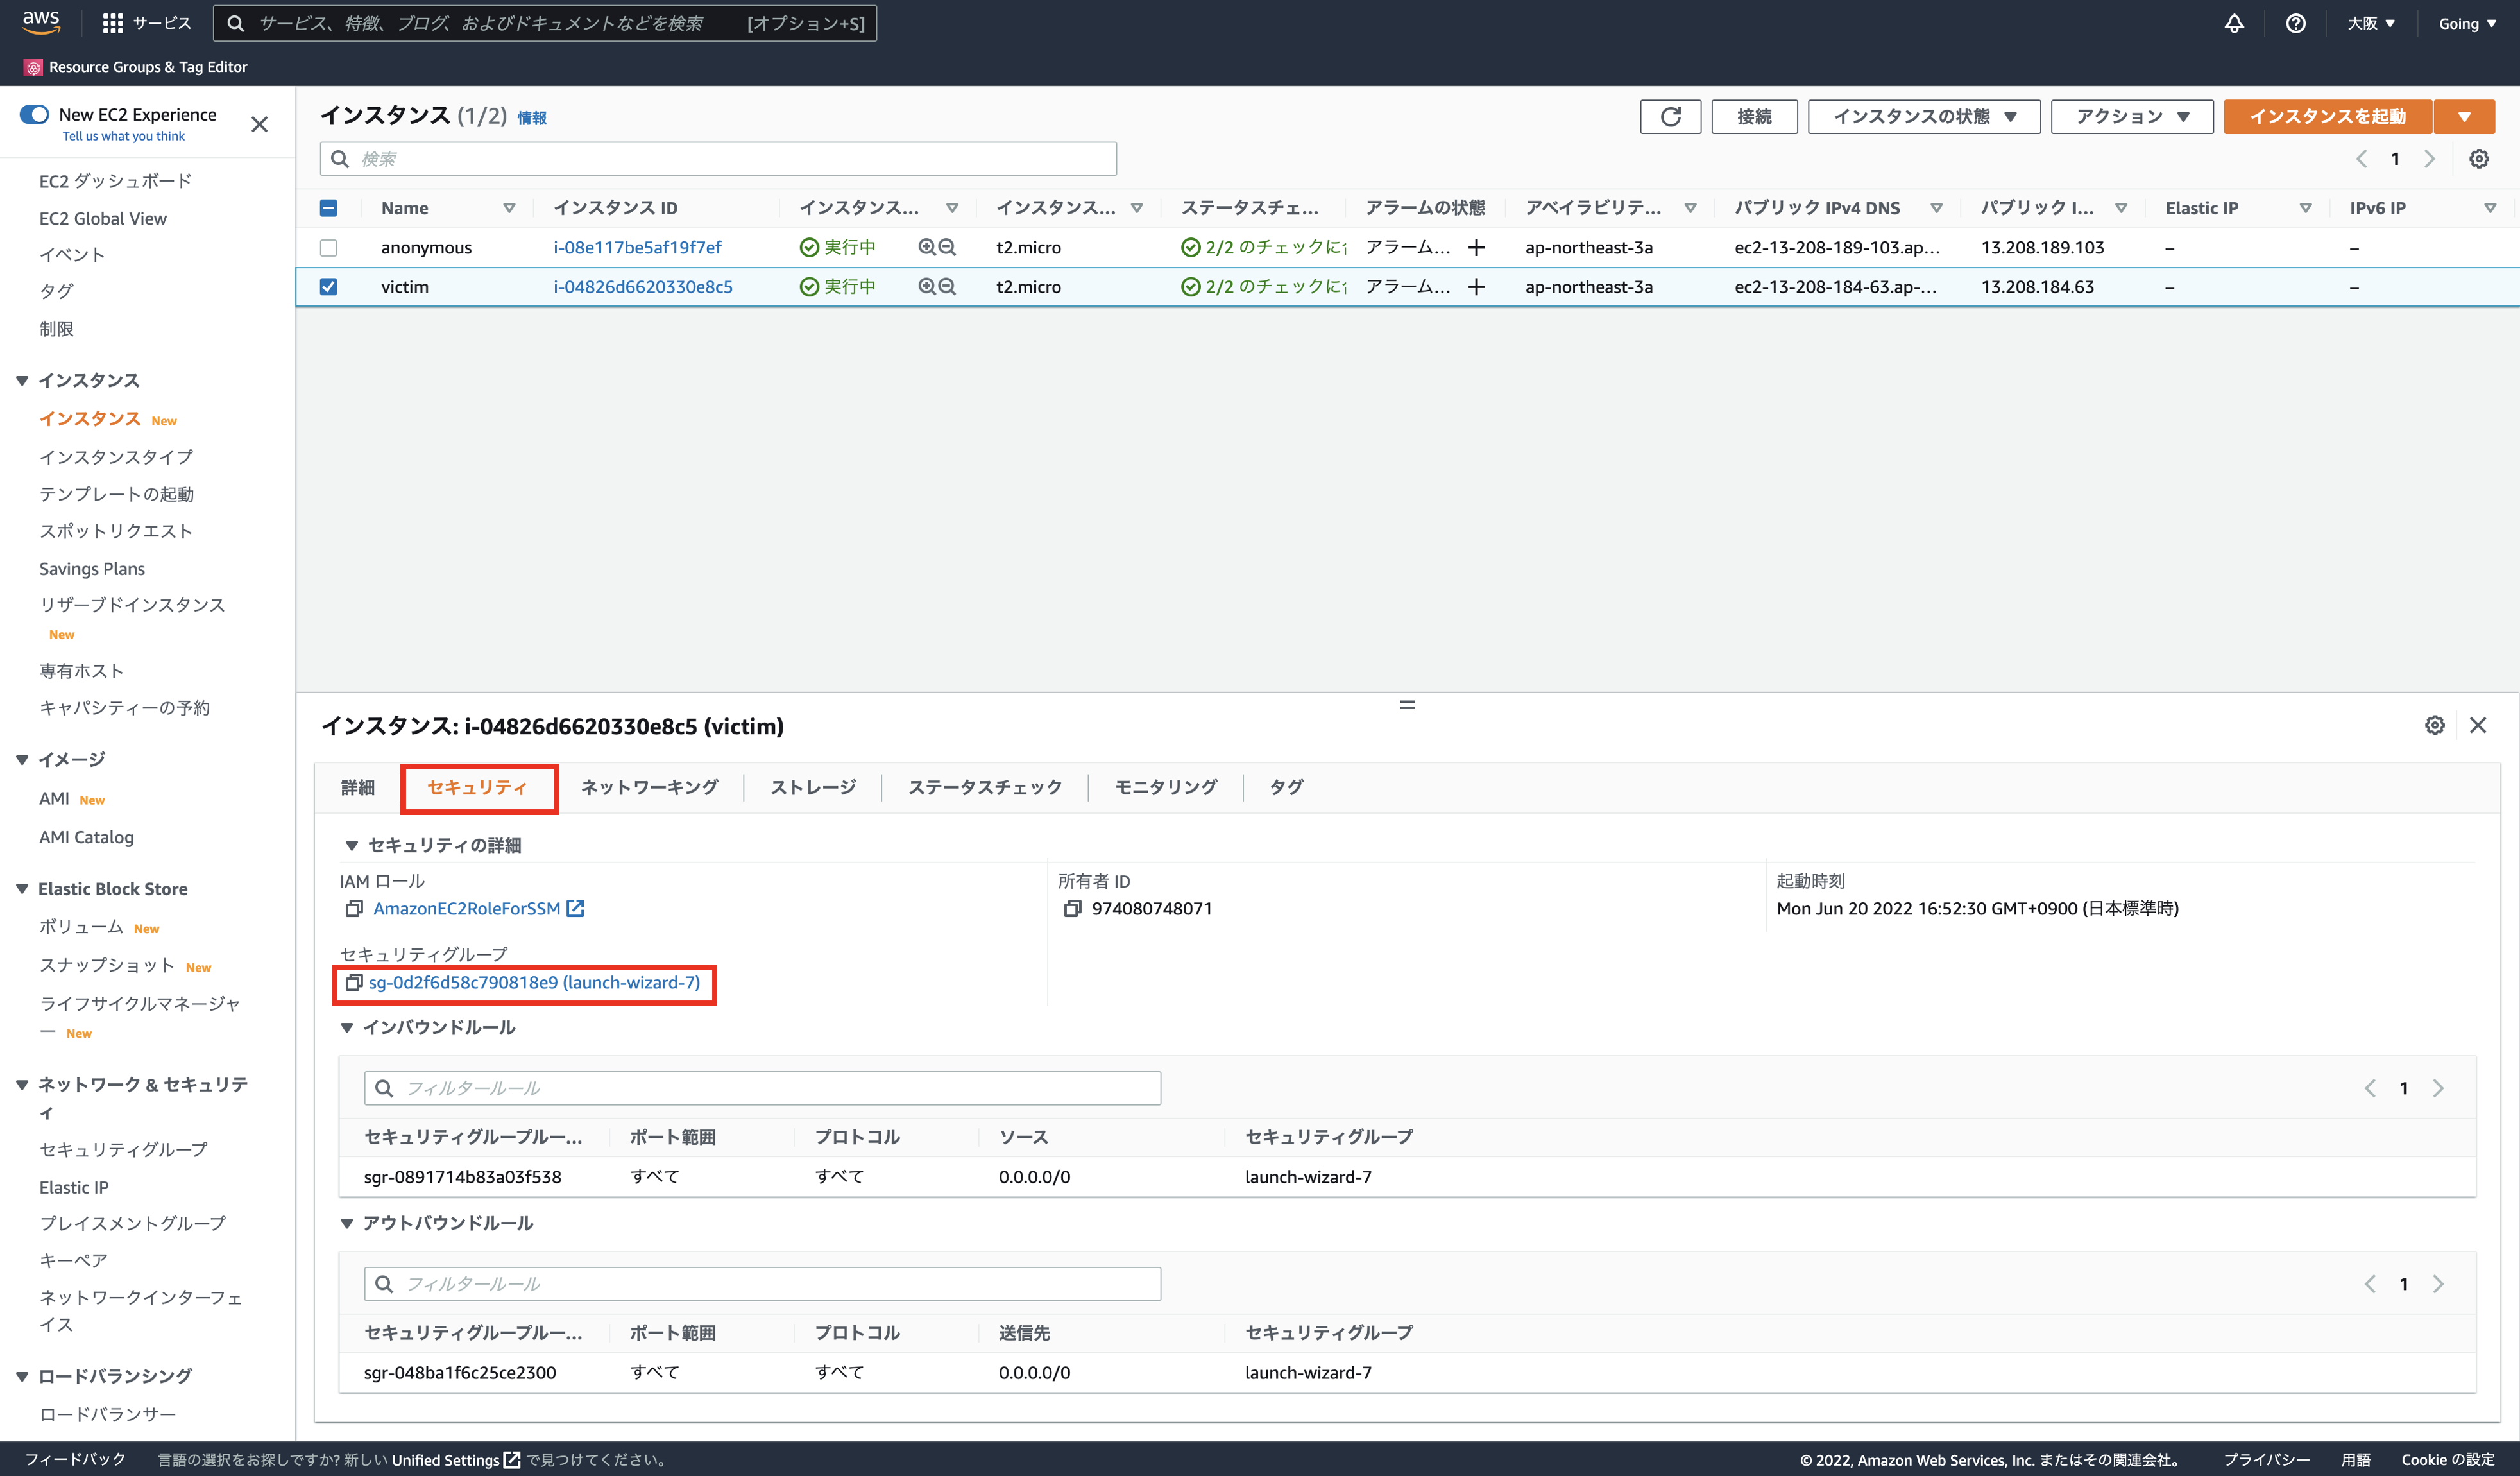 aws サービス サービス、特徴、ブログ、およびドキュメントなどを検索 [オプション+S] 大阪 ▼ Going ▼
Resource Groups & Tag Editor
New EC2 Experience
Tell us what you think
EC2 ダッシュボード
EC2 Global View
イベント
タグ
制限
▼ インスタンス
インスタンス New
インスタンスタイプ
テンプレートの起動
スポットリクエスト
Savings Plans
リザーブドインスタンス
New
専有ホスト
キャパシティーの予約
▼ イメージ
AMI New
AMI Catalog
▼ Elastic Block Store
ボリューム New
スナップショット New
ライフサイクルマネージャ
ー New
▼ ネットワーク & セキュリテ
ィ
セキュリティグループ
Elastic IP
プレイスメントグループ
キーペア
ネットワークインターフェ
イス
▼ ロードバランシング
ロードバランサー
インスタンス (1/2) 情報
接続 インスタンスの状態 ▼ アクション ▼ インスタンスを起動 ▼
検索
1
Name インスタンス ID インスタンス... インスタンス... ステータスチェ... アラームの状態 アベイラビリテ... パブリック IPv4 DNS パブリック I... Elastic IP IPv6 IP
anonymous i-08e117be5af19f7ef 実行中 t2.micro 2/2 のチェックに アラーム... + ap-northeast-3a ec2-13-208-189-103.ap... 13.208.189.103 – –
victim i-04826d6620330e8c5 実行中 t2.micro 2/2 のチェックに アラーム... + ap-northeast-3a ec2-13-208-184-63.ap-... 13.208.184.63 – –
インスタンス: i-04826d6620330e8c5 (victim)
詳細 セキュリティ ネットワーキング ストレージ ステータスチェック モニタリング タグ
▼ セキュリティの詳細
IAM ロール
AmazonEC2RoleForSSM
所有者 ID
974080748071
起動時刻
Mon Jun 20 2022 16:52:30 GMT+0900 (日本標準時)
セキュリティグループ
sg-0d2f6d58c790818e9 (launch-wizard-7)
▼ インバウンドルール
フィルタールール
1
セキュリティグループルー... ポート範囲 プロトコル ソース セキュリティグループ
sgr-0891714b83a03f538 すべて すべて 0.0.0.0/0 launch-wizard-7
▼ アウトバウンドルール
フィルタールール
1
セキュリティグループルー... ポート範囲 プロトコル 送信先 セキュリティグループ
sgr-048ba1f6c25ce2300 すべて すべて 0.0.0.0/0 launch-wizard-7
フィードバック 言語の選択をお探しですか? 新しい Unified Settings で見つけてください。 © 2022, Amazon Web Services, Inc. またはその関連会社。 プライバシー 用語 Cookie の設定